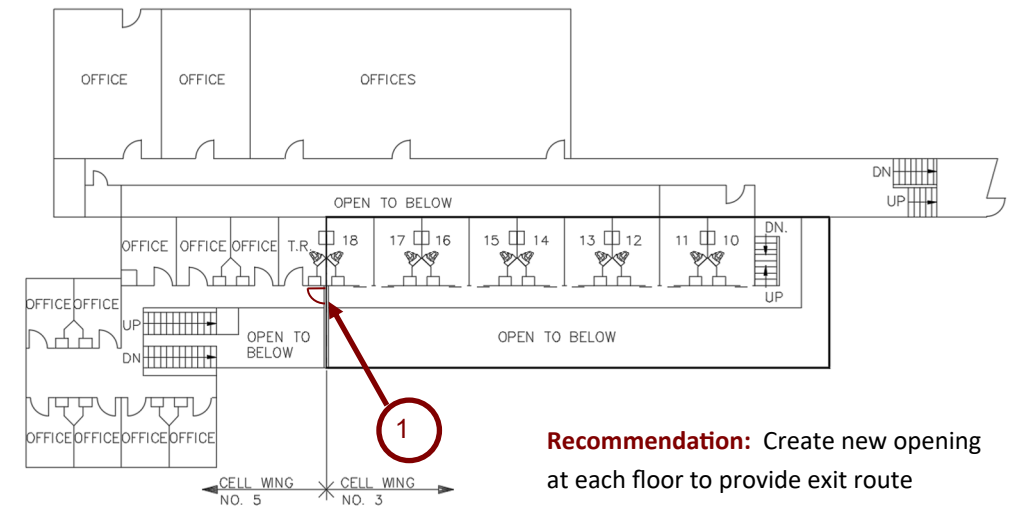 OFFICE OFFICE OFFICES
DN
UP
OPEN TO BELOW
OFFICE OFFICE OFFICE T.R. 18 17 16 15 14 13 12 11 10 DN.
UP
OFFICE OFFICE
UP
OPEN TO
BELOW
OPEN TO BELOW
DN
1
OFFICE OFFICE OFFICE OFFICE
Recommendation: Create new opening
at each floor to provide exit route
CELL WING
NO. 5
CELL WING
NO. 3